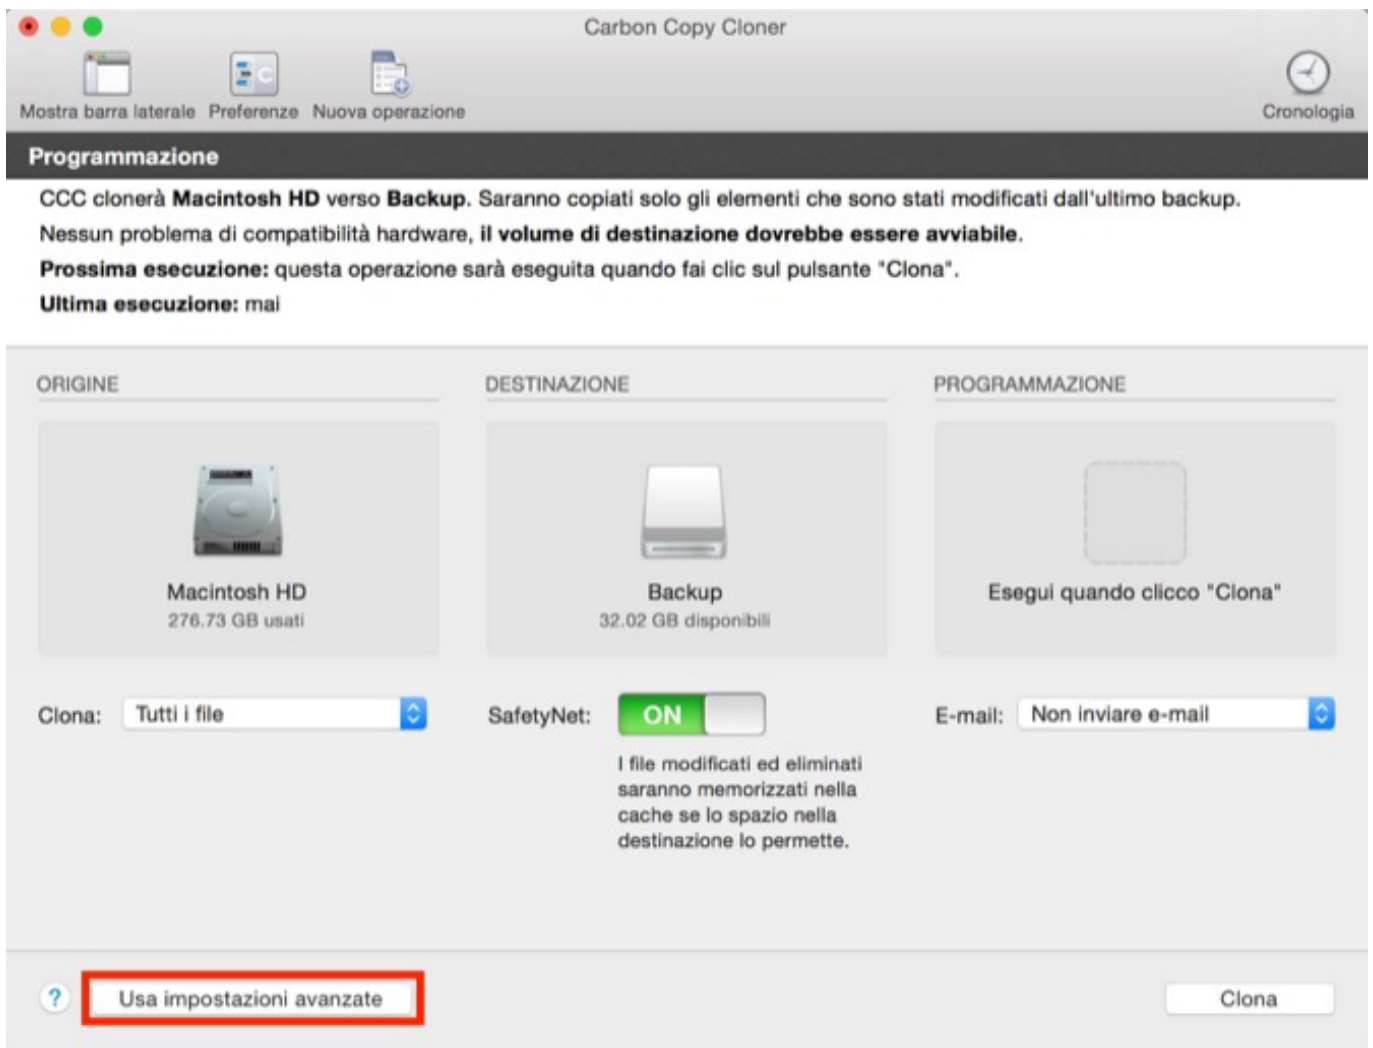 Carbon Copy Cloner
Mostra barra laterale Preferenze Nuova operazione Cronologia
Programmazione
CCC clonerà Macintosh HD verso Backup. Saranno copiati solo gli elementi che sono stati modificati dall'ultimo backup.
Nessun problema di compatibilità hardware, il volume di destinazione dovrebbe essere avviabile.
Prossima esecuzione: questa operazione sarà eseguita quando fai clic sul pulsante "Clona".
Ultima esecuzione: mai
ORIGINE DESTINAZIONE PROGRAMMAZIONE
Macintosh HD Backup Esegui quando clicco "Clona"
276.73 GB usati 32.02 GB disponibili
Clona: Tutti i file SafetyNet: ON E-mail: Non inviare e-mail
I file modificati ed eliminati
saranno memorizzati nella
cache se lo spazio nella
destinazione lo permette.
? Usa impostazioni avanzate Clona